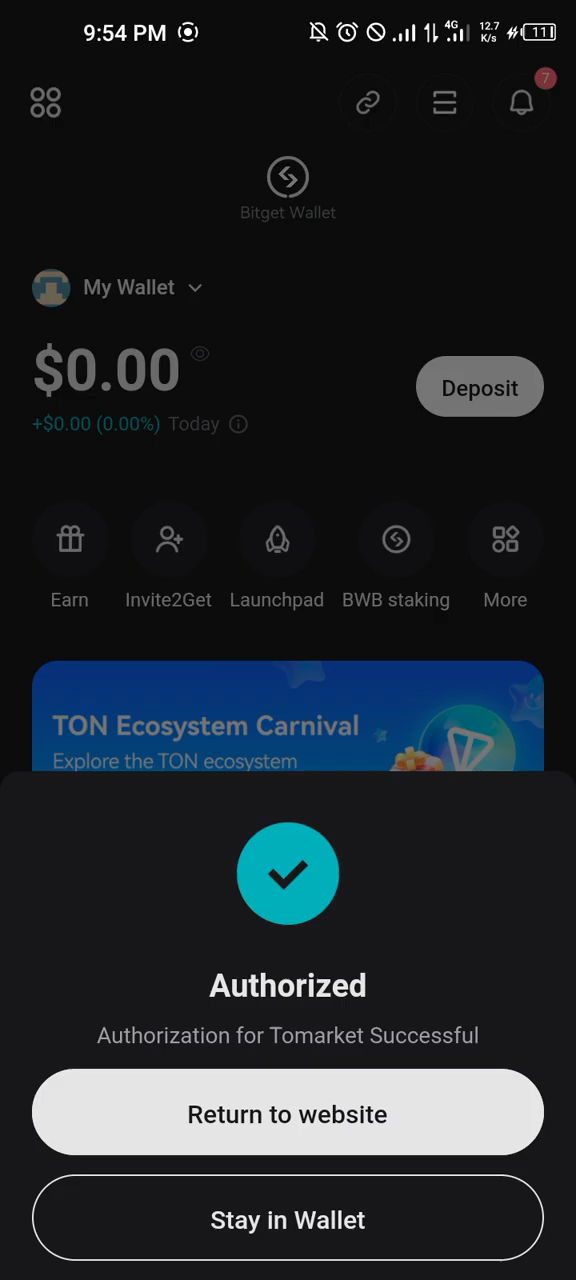 9:54 PM 4G 12.7 K/s 11
7
Bitget Wallet
My Wallet
$0.00
Deposit
+$0.00 (0.00%) Today
Earn Invite2Get Launchpad BWB staking More
TON Ecosystem Carnival
Explore the TON ecosystem
Authorized
Authorization for Tomarket Successful
Return to website
Stay in Wallet